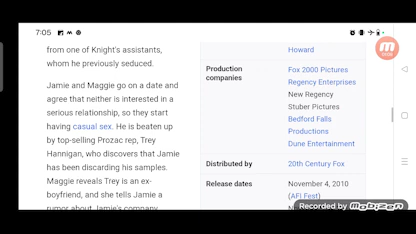 7:05
from one of Knight's assistants,
whom he previously seduced.
Jamie and Maggie go on a date and
agree that neither is interested in a
serious relationship, so they start
having casual sex. He is beaten up
by top-selling Prozac rep, Trey
Hannigan, who discovers that Jamie
has been discarding his samples.
Maggie reveals Trey is an ex-
boyfriend, and she tells Jamie a
rumor about Jamie's company
Howard
Production companies
Fox 2000 Pictures
Regency Enterprises
New Regency
Stuber Pictures
Bedford Falls
Productions
Dune Entertainment
Distributed by
20th Century Fox
Release dates
November 4, 2010
(AFI Fest)
Recorded by Mobizen